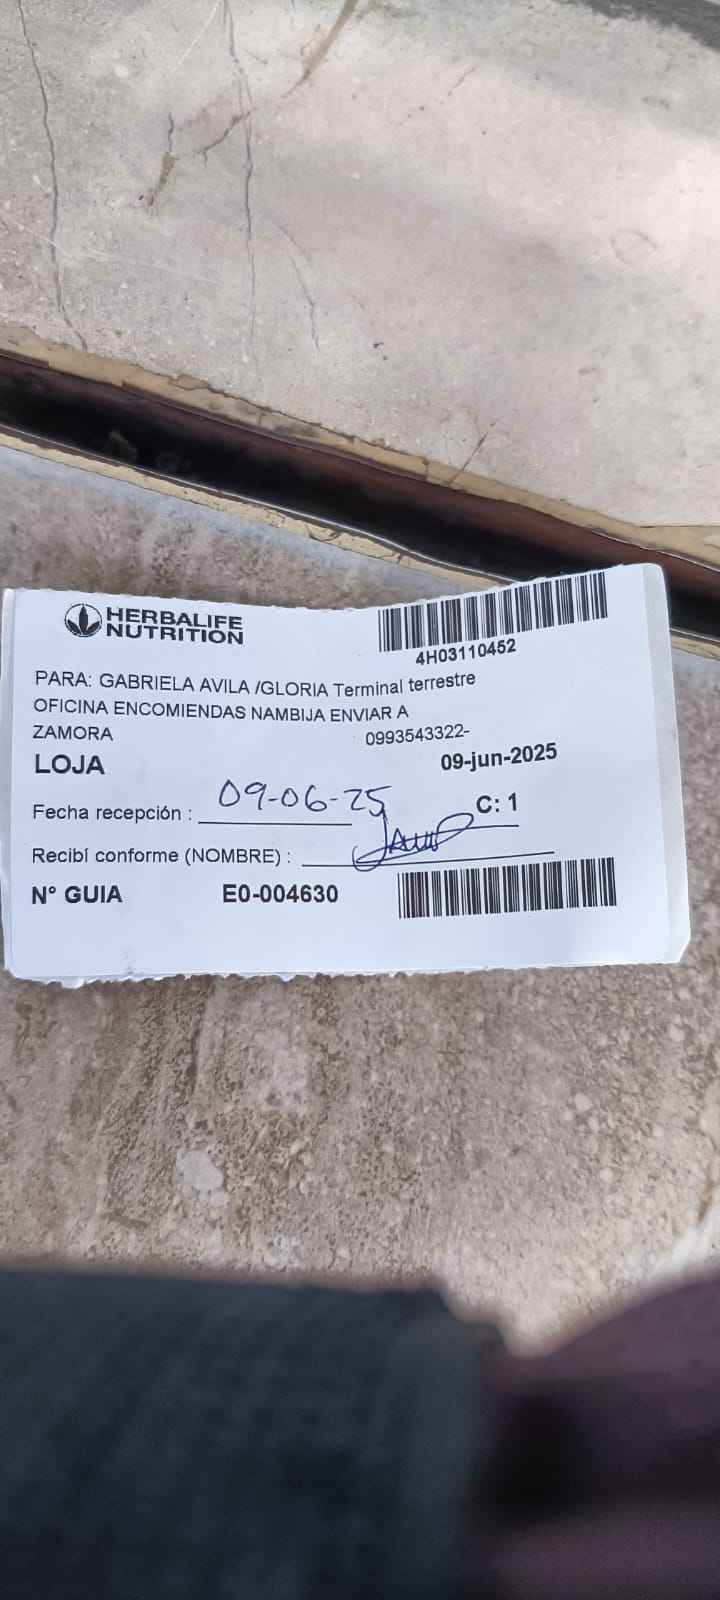 HERBALIFE
NUTRITION
4H03110452
PARA: GABRIELA AVILA /GLORIA Terminal terrestre
OFICINA ENCOMIENDAS NAMBIJA ENVIAR A
ZAMORA 0993543322-
LOJA 09-jun-2025
Fecha recepción : 09-06-25 C: 1
Recibí conforme (NOMBRE) :
N° GUIA E0-004630